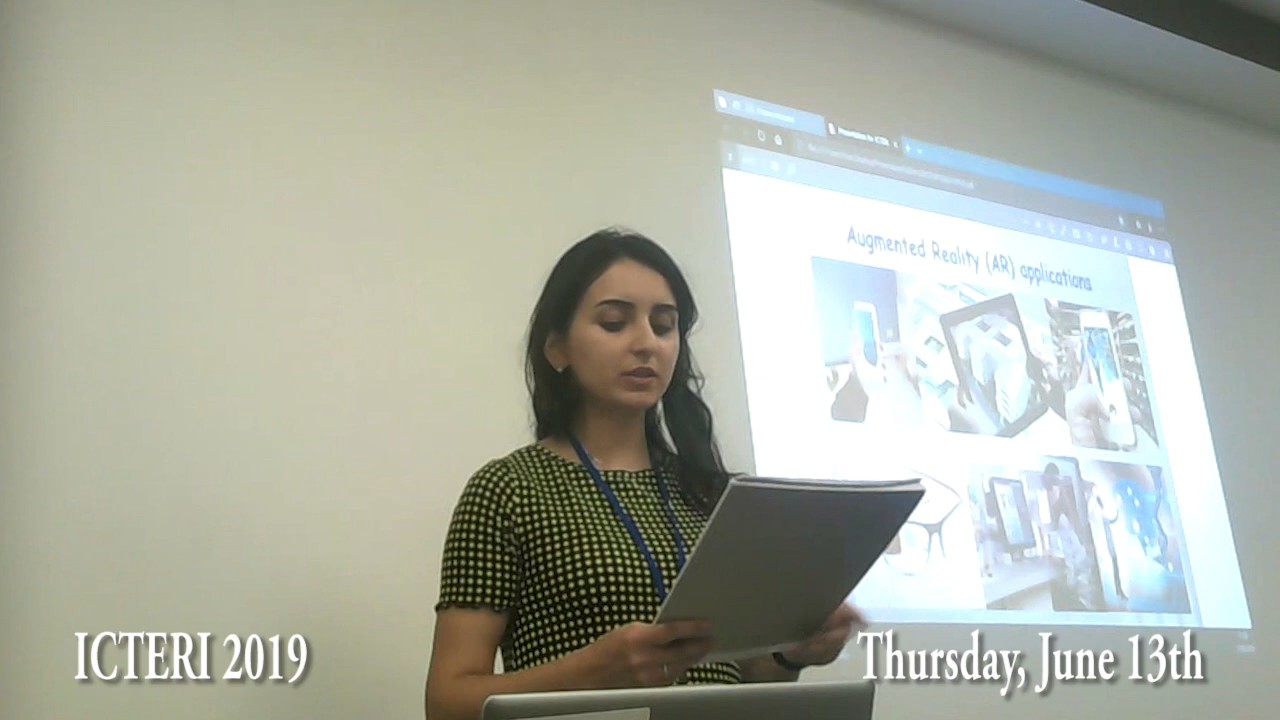 Augmented Reality (AR) applications
ICTERI 2019
Thursday, June 13th